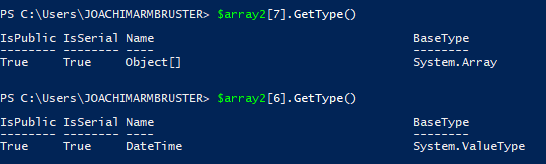 PS C:\Users\JOACHIMARMBRUSTER> $array2[7].GetType()
IsPublic IsSerial Name                                     BaseType
-------- -------- ----                                     --------
True     True     Object[]                                 System.Array
PS C:\Users\JOACHIMARMBRUSTER> $array2[6].GetType()
IsPublic IsSerial Name                                     BaseType
-------- -------- ----                                     --------
True     True     DateTime                                 System.ValueType